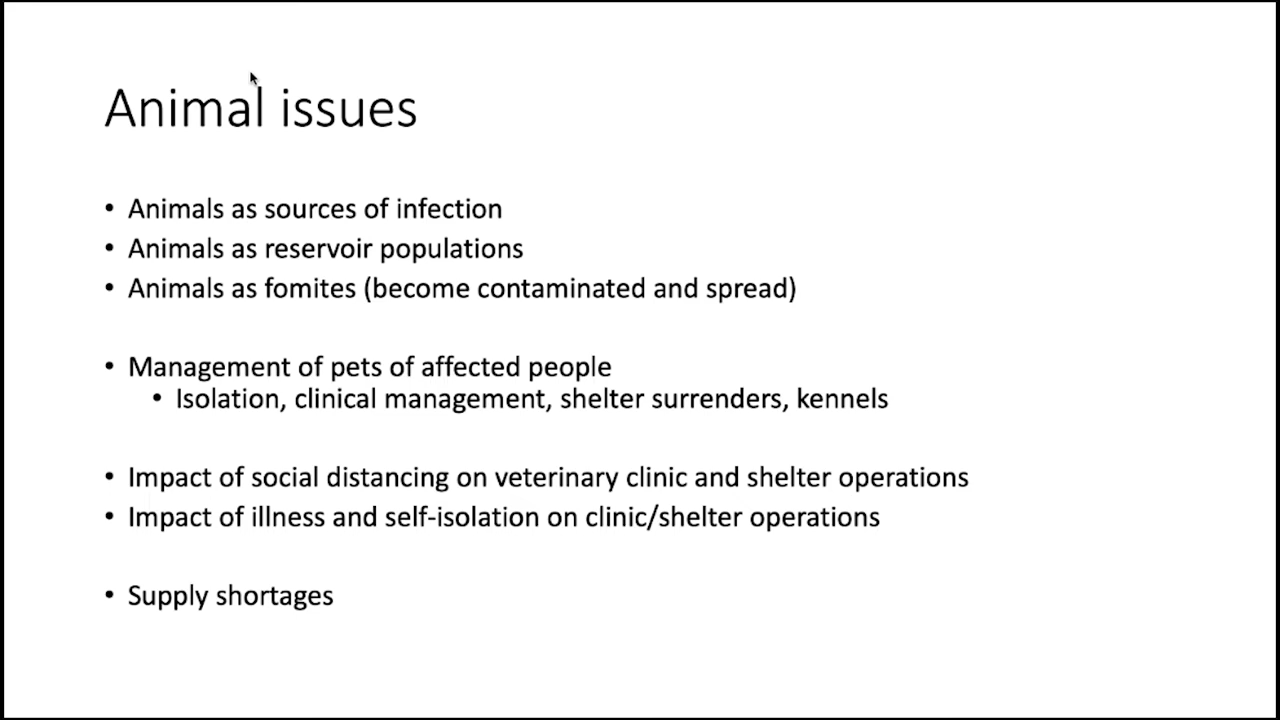 Animal issues
• Animals as sources of infection
• Animals as reservoir populations
• Animals as fomites (become contaminated and spread)
• Management of pets of affected people
• Isolation, clinical management, shelter surrenders, kennels
• Impact of social distancing on veterinary clinic and shelter operations
• Impact of illness and self-isolation on clinic/shelter operations
• Supply shortages